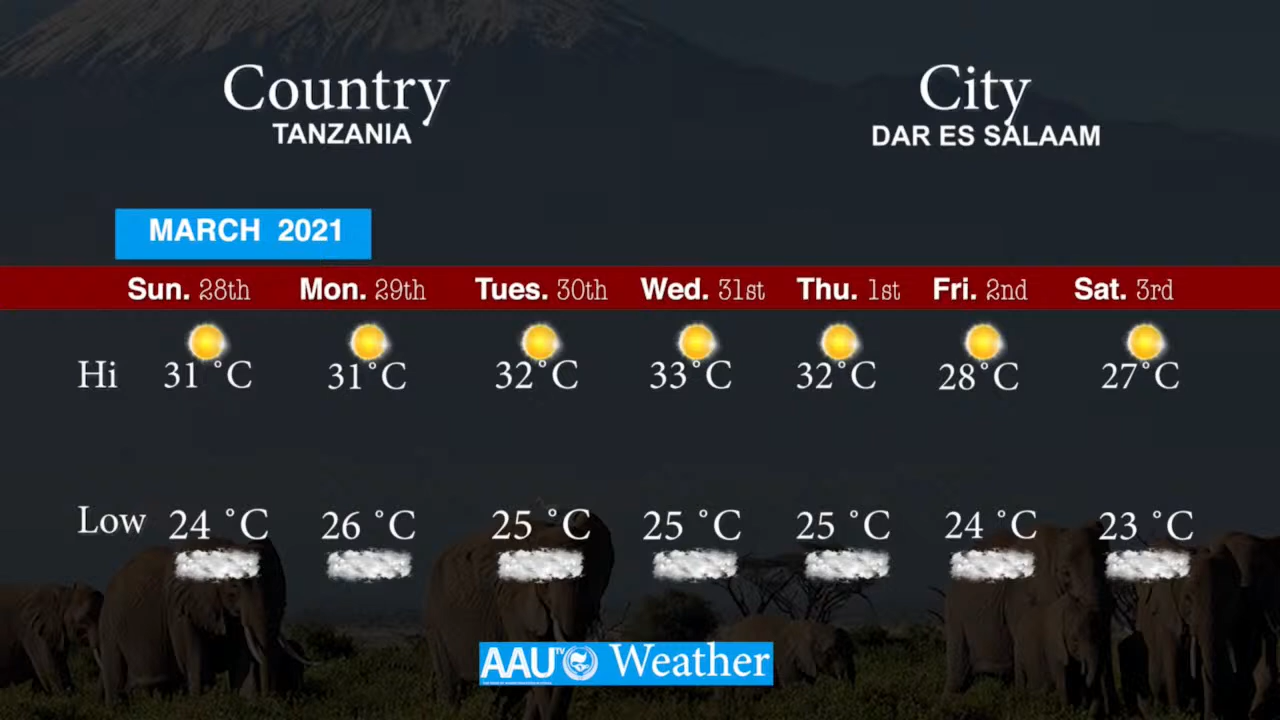 Country
TANZANIA
City
DAR ES SALAAM
MARCH 2021
Sun. 28th Mon. 29th Tues. 30th Wed. 31st Thu. 1st Fri. 2nd Sat. 3rd
Hi 31 °C 31°C 32°C 33°C 32°C 28°C 27°C
Low 24 °C 26 °C 25 °C 25 °C 25 °C 24 °C 23 °C
AAU TV Weather